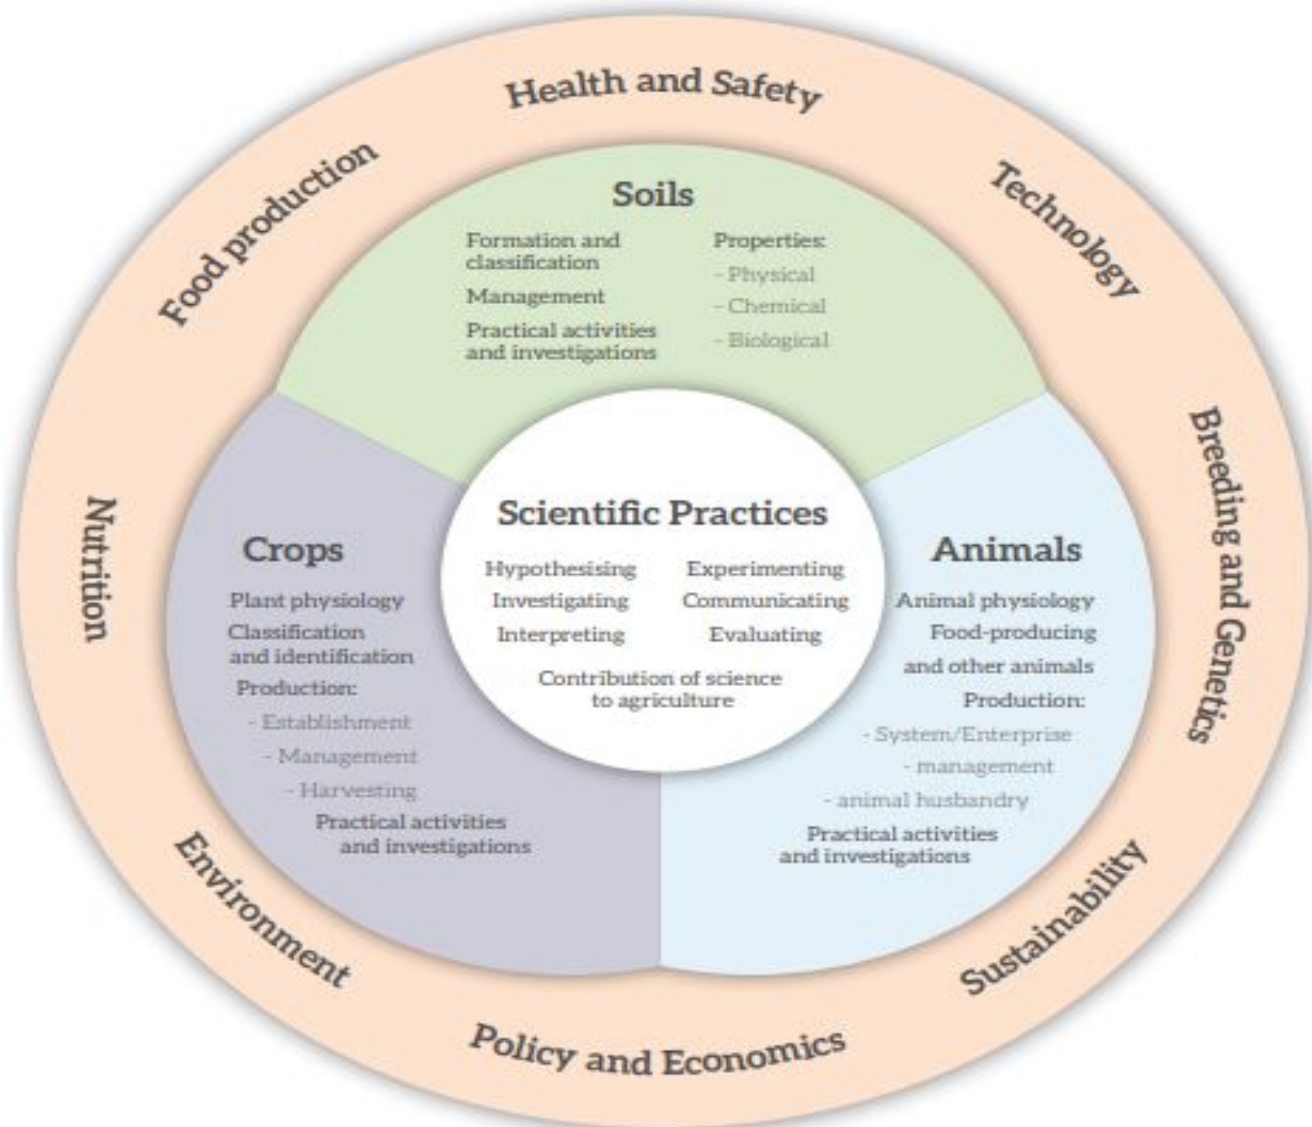 Health and Safety
Food production
Technology
Soils
Formation and
classification
Management
Practical activities
and investigations
Properties:
- Physical
- Chemical
- Biological
Breeding and Genetics
Nutrition
Scientific Practices
Hypothesising
Investigating
Interpreting
Experimenting
Communicating
Evaluating
Contribution of science
to agriculture
Crops
Plant physiology
Classification
and identification
Production:
- Establishment
- Management
- Harvesting
Practical activities
and investigations
Animals
Animal physiology
Food-producing
and other animals
Production:
- System/Enterprise
- management
- animal husbandry
Practical activities
and investigations
Environment
Sustainability
Policy and Economics